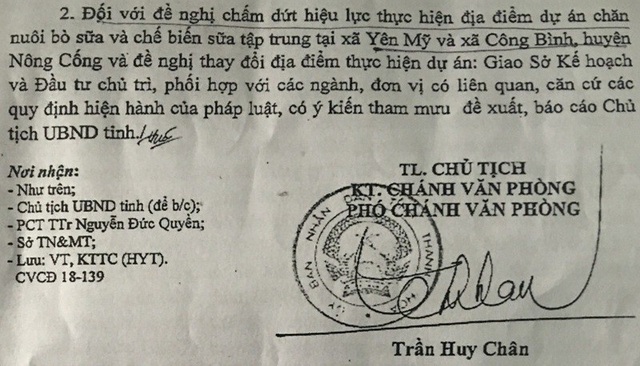 2. Đối với đề nghị chấm dứt hiệu lực thực hiện địa điểm dự án chăn
nuôi bò sữa và chế biến sữa tập trung tại xã Yên Mỹ và xã Công Bình, huyện
Nông Cống và đề nghị thay đổi địa điểm thực hiện dự án: Giao Sở Kế hoạch
và Đầu tư chủ trì, phối hợp với các ngành, đơn vị có liên quan, căn cứ các
quy định hiện hành của pháp luật, có ý kiến tham mưu đề xuất, báo cáo Chủ
tịch UBND tỉnh./
Nơi nhận:
- Như trên;
- Chủ tịch UBND tỉnh (để b/c);
- PCT TTr Nguyễn Đức Quyền;
- Sở TN&MT;
- Lưu: VT, KTTC (HYT).
CVCĐ 18-139
TL. CHỦ TỊCH
KT. CHÁNH VĂN PHÒNG
PHÓ CHÁNH VĂN PHÒNG
ỦY BAN NHÂN DÂN THANH HOÁ
Trần Huy Chân